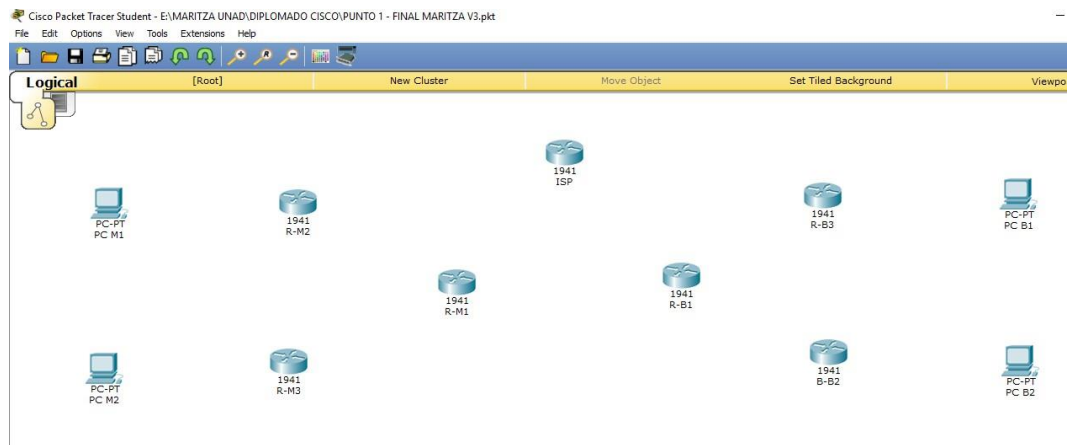 Cisco Packet Tracer Student - E:\MARITZA UNAD\DIPLOMADO CISCO\PUNTO 1 - FINAL MARITZA V3.pkt
File Edit Options View Tools Extensions Help
Logical [Root] New Cluster Move Object Set Tiled Background Viewpo
1941
ISP
PC-PT
PC M1
1941
R-M2
1941
R-B3
PC-PT
PC B1
1941
R-M1
1941
R-B1
PC-PT
PC M2
1941
R-M3
1941
B-B2
PC-PT
PC B2